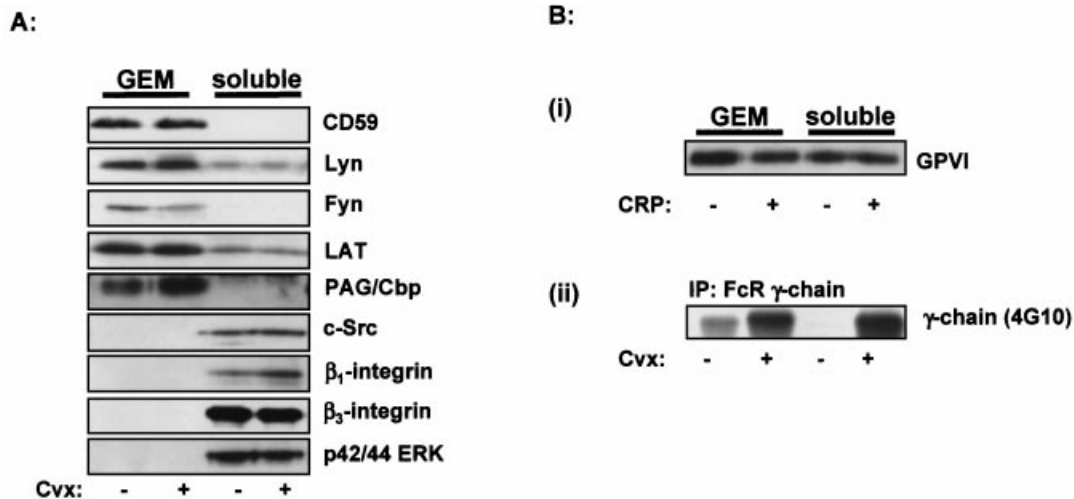 A:
GEM soluble
CD59
Lyn
Fyn
LAT
PAG/Cbp
c-Src
β1-integrin
β3-integrin
p42/44 ERK
Cvx: - + - +
B:
(i)
GEM soluble
GPVI
CRP: - + - +
(ii)
IP: FcR γ-chain
γ-chain (4G10)
Cvx: - + - +